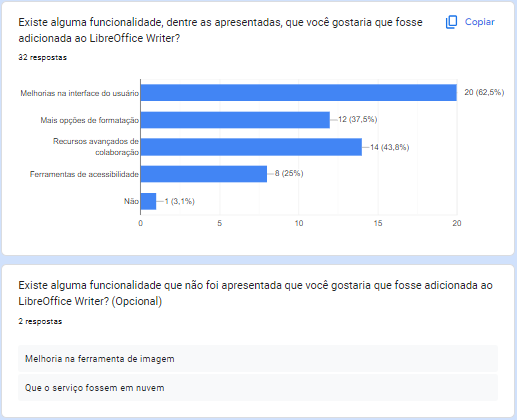 Existe alguma funcionalidade, dentre as apresentadas, que você gostaria que fosse
adicionada ao LibreOffice Writer?
Copiar
32 respostas
Melhorias na interface do usuário
20 (62,5%)
Mais opções de formatação
12 (37,5%)
Recursos avançados de
colaboração
14 (43,8%)
Ferramentas de acessibilidade
8 (25%)
Não
1 (3,1%)
0 5 10 15 20
Existe alguma funcionalidade que não foi apresentada que você gostaria que fosse adicionada ao
LibreOffice Writer? (Opcional)
2 respostas
Melhoria na ferramenta de imagem
Que o serviço fossem em nuvem